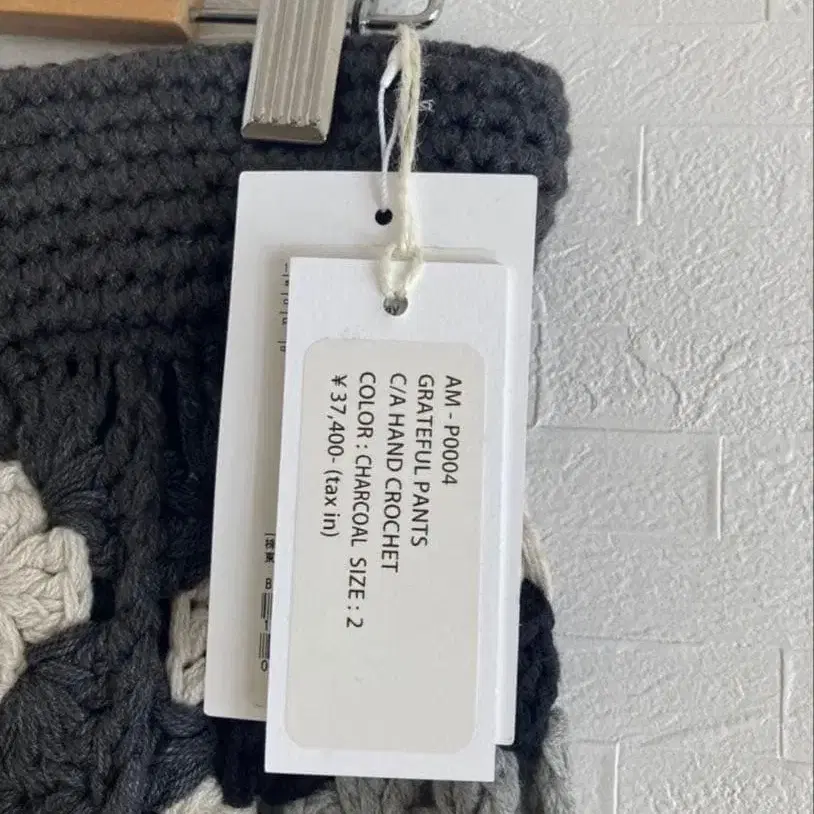 AM - P0004
GRATEFUL PANTS
C/A HAND CROCHET
COLOR : CHARCOAL SIZE : 2
¥ 37,400- (tax in)